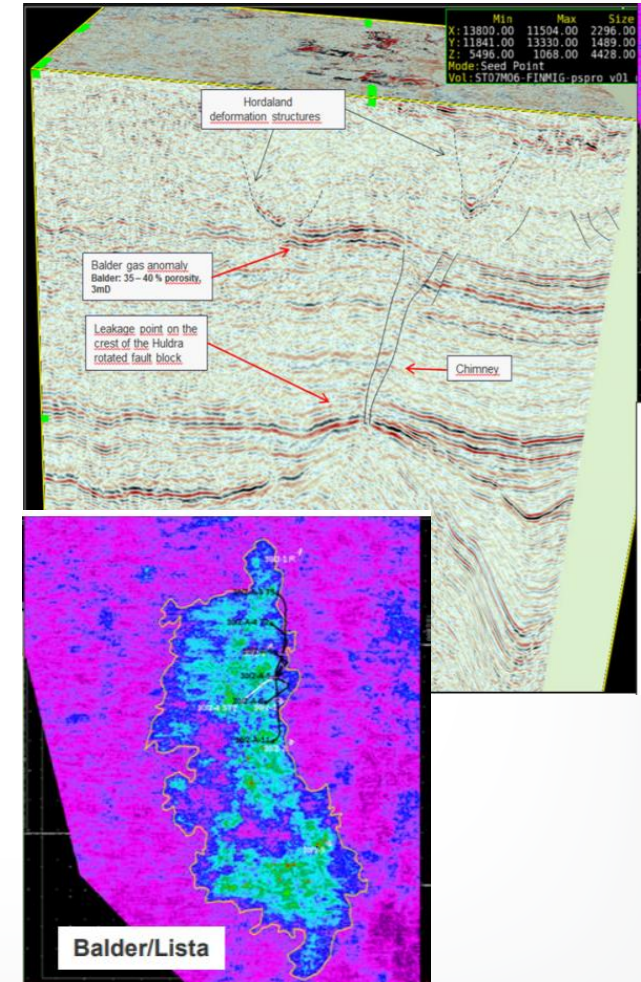 Min Max Size
X:13800.00 11504.00 2296.00
Y:11841.00 13330.00 1489.00
Z: 5496.00 1068.00 4428.00
Mode:Seed Point
Vol:ST07M06-FINMIG-pspro v01
Hordaland
deformation structures
Balder gas anomaly
Balder: 35 – 40 % porosity,
3mD
Leakage point on the
crest of the Huldra
rotated fault block
Chimney
Balder/Lista